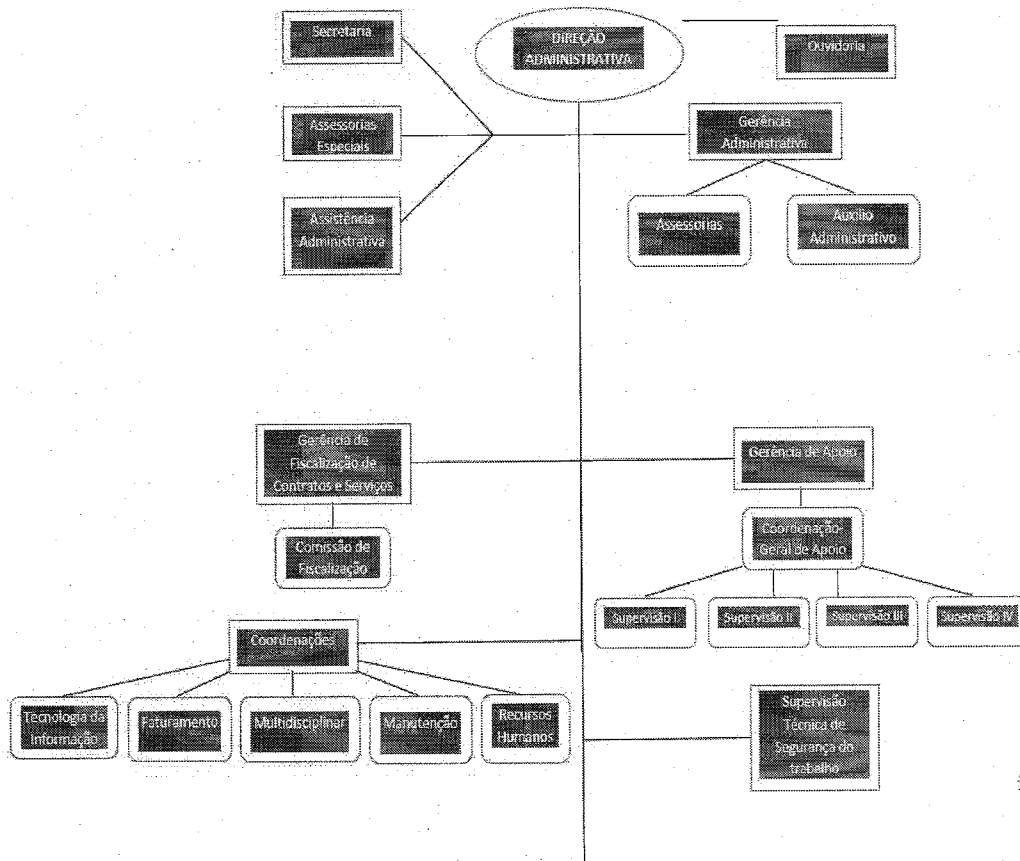 Secretaria
DIREÇÃO
ADMINISTRATIVA
Ouvidoria
Assessorias
Especiais
Gerência
Administrativa
Assistência
Administrativa
Assessorias
Auxilio
Administrativo
Gerência de
Fiscalização de
Contratos e Serviços
Gerência de Apoio
Comissão de
Fiscalização
Coordenação-
Geral de Apoio
Supervisão I
Supervisão II
Supervisão III
Supervisão IV
Coordenações
Tecnologia da
Informação
Faturamento
Multidisciplinar
Manutenção
Recursos
Humanos
Supervisão
Técnica de
Segurança do
trabalho